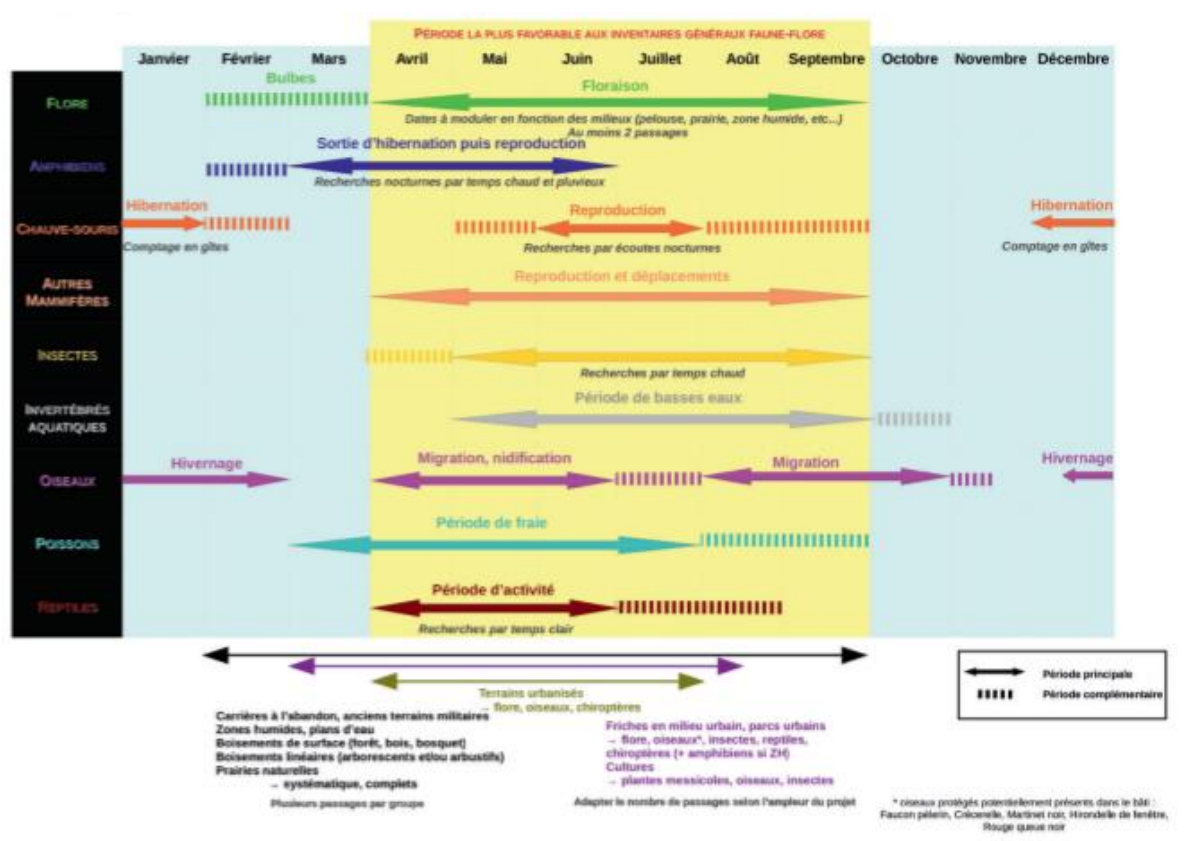 PÉRIODE LA PLUS FAVORABLE AUX INVENTAIRES GÉNÉRAUX FAUNE-FLORE
Janvier Février Mars Avril Mai Juin Juillet Août Septembre Octobre Novembre Décembre
FLORE
Bulbes
Floraison
Dates à moduler en fonction des milieux (pelouse, prairie, zone humide, etc...)
Au moins 2 passages
AMPHIBIENS
Sortie d'hibernation puis reproduction
Recherches nocturnes par temps chaud et pluvieux
CHAUVE-SOURIS
Hibernation
Reproduction
Hibernation
Comptage en gîtes
Recherches par écoutes nocturnes
Comptage en gîtes
AUTRES
MAMMIFÈRES
Reproduction et déplacements
INSECTES
Recherches par temps chaud
INVERTÉBRÉS
AQUATIQUES
Période de basses eaux
OISEAUX
Hivernage
Migration, nidification
Migration
Hivernage
POISSONS
Période de fraie
REPTILES
Période d'activité
Recherches par temps clair
Période principale
Période complémentaire
Terrains urbanisés
→ flore, oiseaux, chiroptères
Carrières à l'abandon, anciens terrains militaires
Zones humides, plans d'eau
Boisements de surface (forêt, bois, bosquet)
Boisements linéaires (arborescents et/ou arbustifs)
Prairies naturelles
→ systématique, complets
Plusieurs passages par groupe
Friches en milieu urbain, parcs urbains
→ flore, oiseaux*, insectes, reptiles,
chiroptères (+ amphibiens si ZH)
Cultures
→ plantes messicoles, oiseaux, insectes
Adapter le nombre de passages selon l'ampleur du projet
* oiseaux protégés potentiellement présents dans le bâti :
Faucon pèlerin, Crécerelle, Martinet noir, Hirondelle de fenêtre,
Rouge queue noir